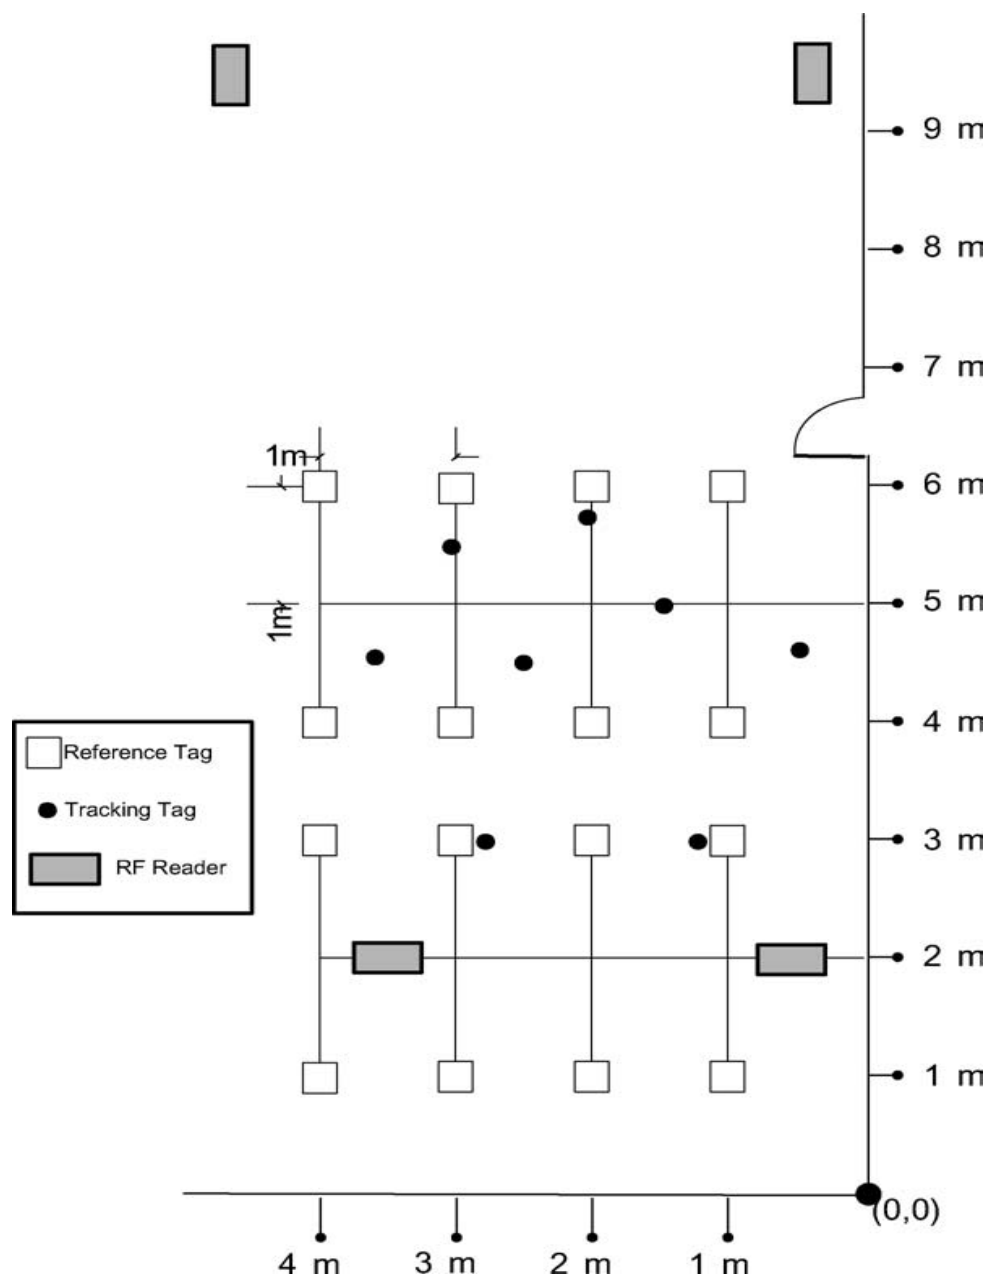 9 m
8 m
7 m
1m
6 m
5 m
1m
4 m
Reference Tag
Tracking Tag
3 m
RF Reader
2 m
1 m
(0,0)
4 m 3 m 2 m 1 m